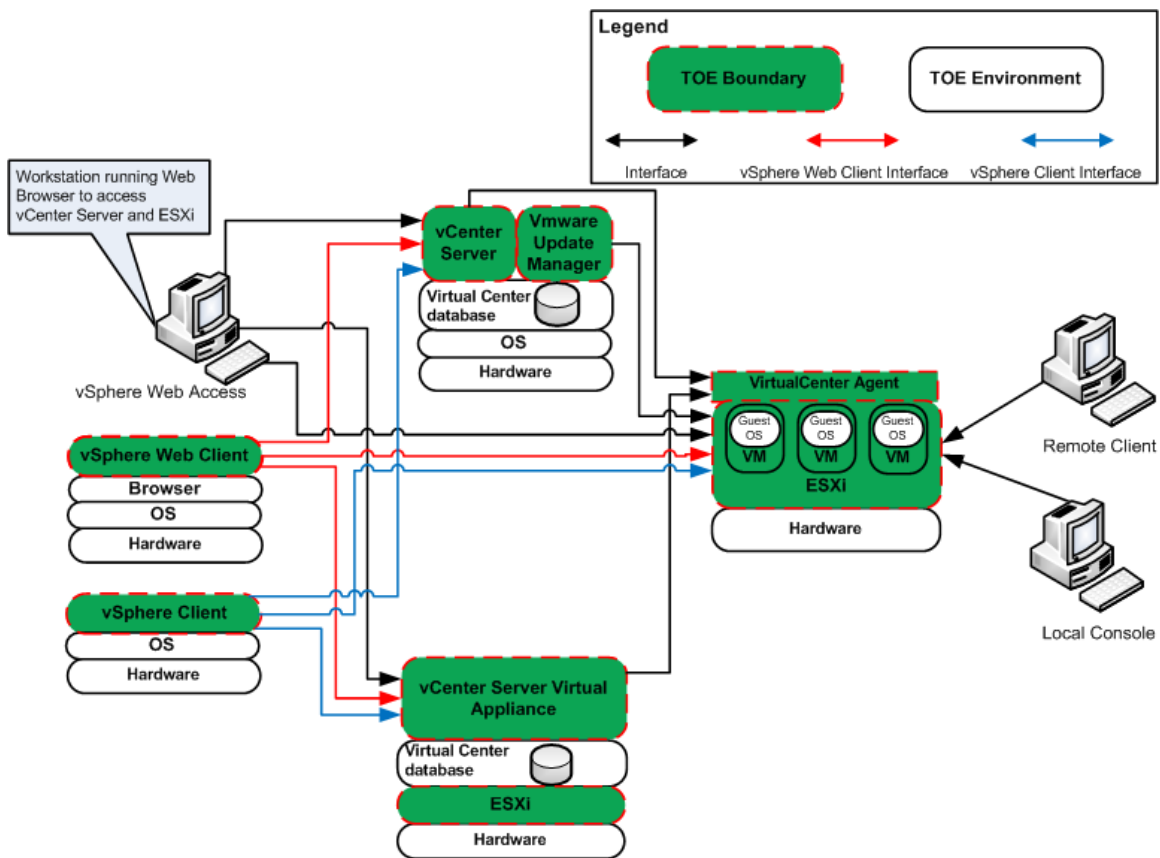 Legend
TOE Boundary
TOE Environment
Interface
vSphere Web Client Interface
vSphere Client Interface
Workstation running Web
Browser to access
vCenter Server and ESXi
vSphere Web Access
vCenter
Server
Vmware
Update
Manager
Virtual Center
database
OS
Hardware
vSphere Web Client
Browser
OS
Hardware
vSphere Client
OS
Hardware
VirtualCenter Agent
Guest
OS
VM
Guest
OS
VM
Guest
OS
VM
ESXi
Hardware
Remote Client
Local Console
vCenter Server Virtual
Appliance
Virtual Center
database
ESXi
Hardware